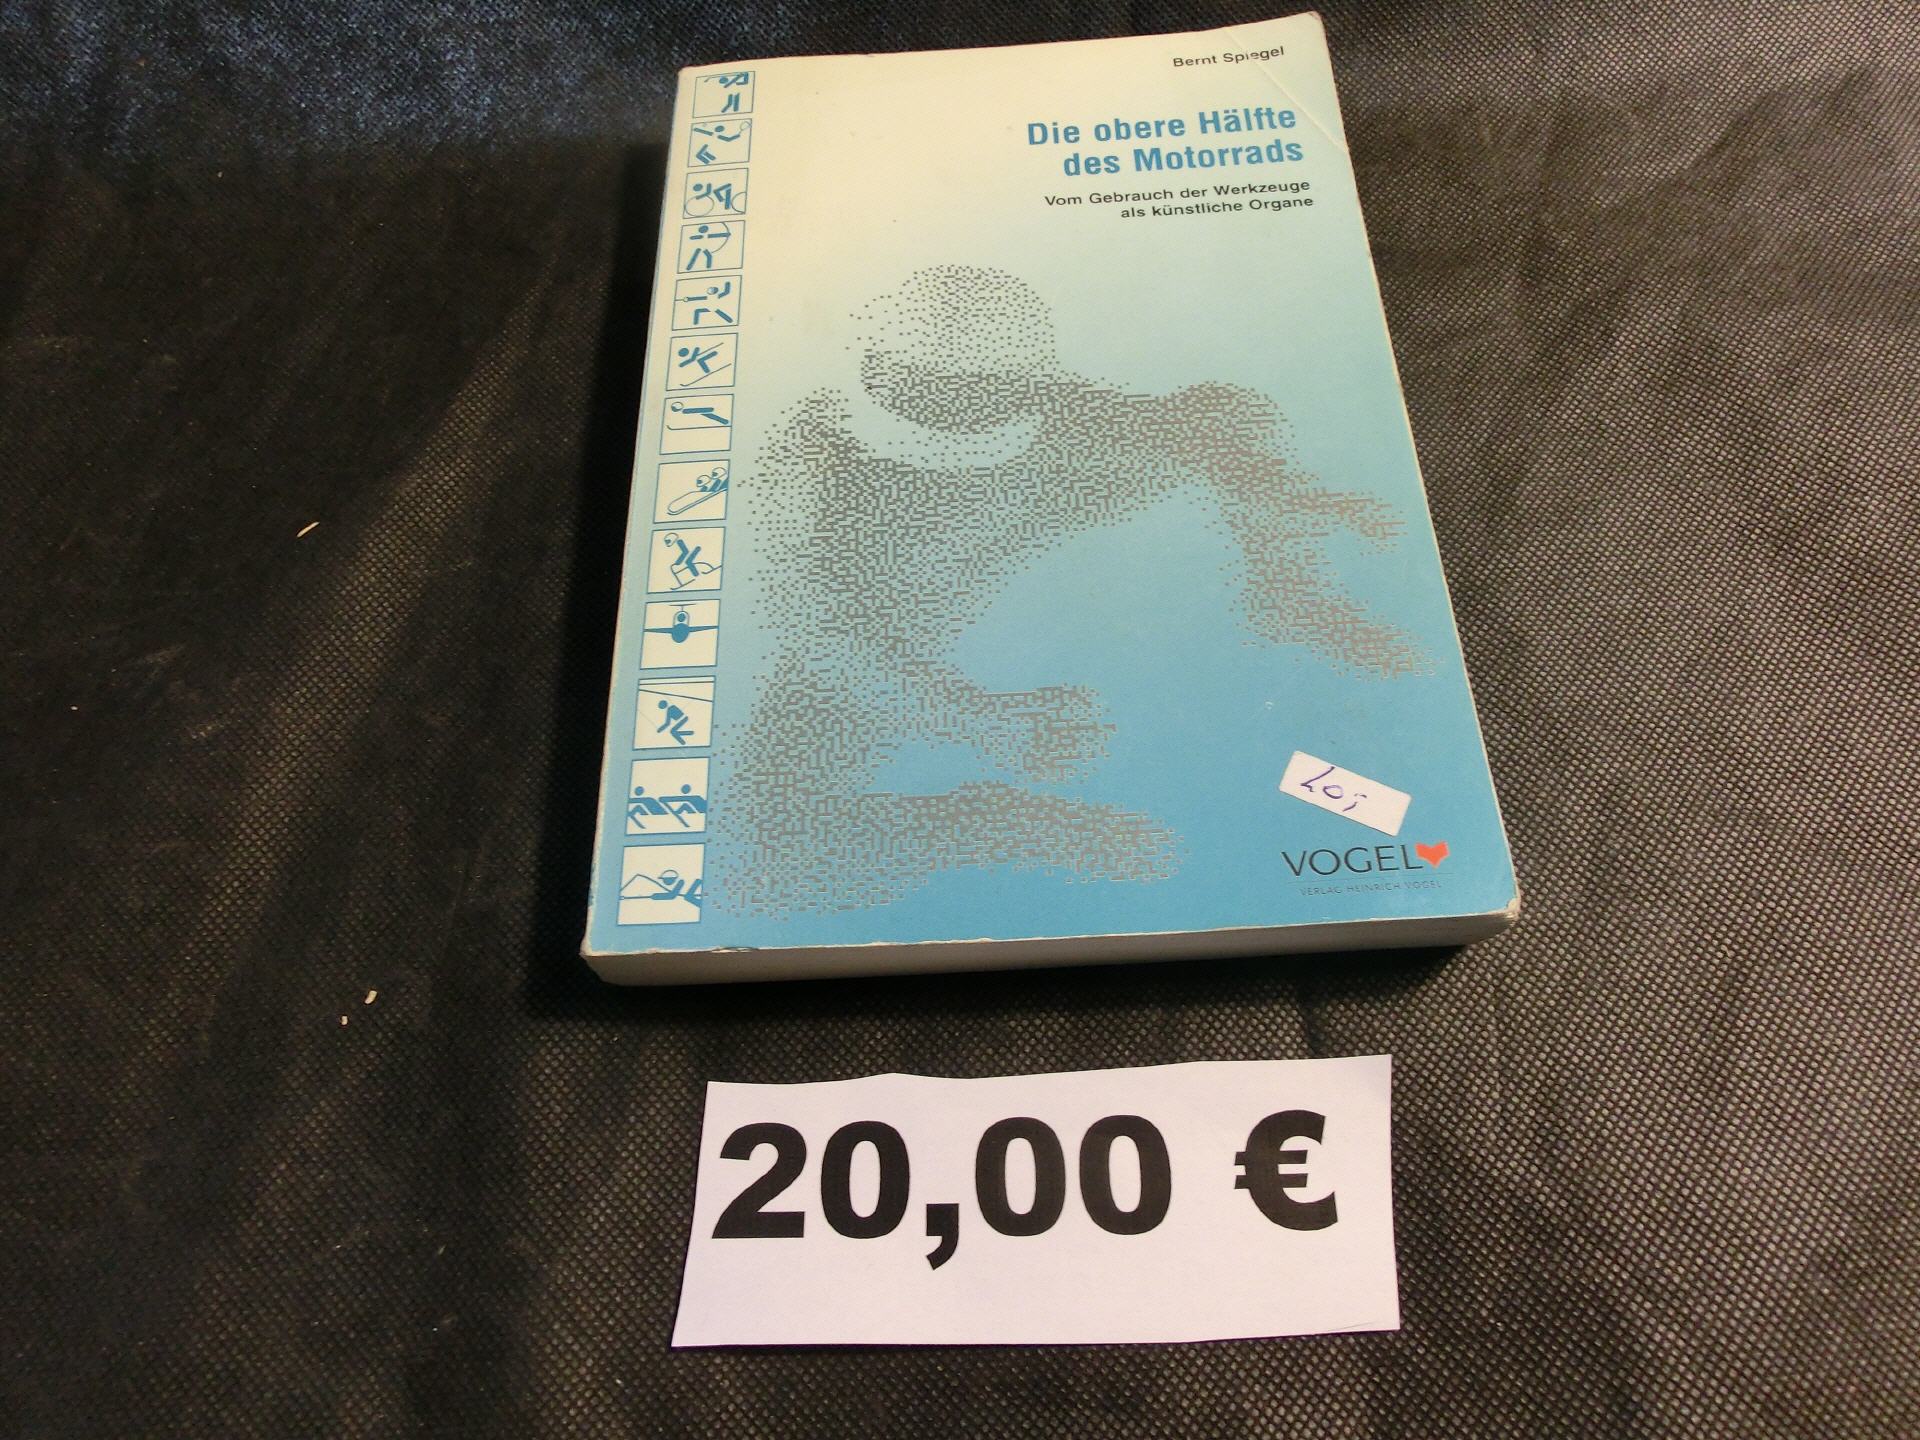 Bernt Spiegel
Die obere Hälfte
des Motorrads
Vom Gebrauch der Werkzeuge
als künstliche Organe
VOGEL
VERLAG HEINRICH VOGEL
20,00 €